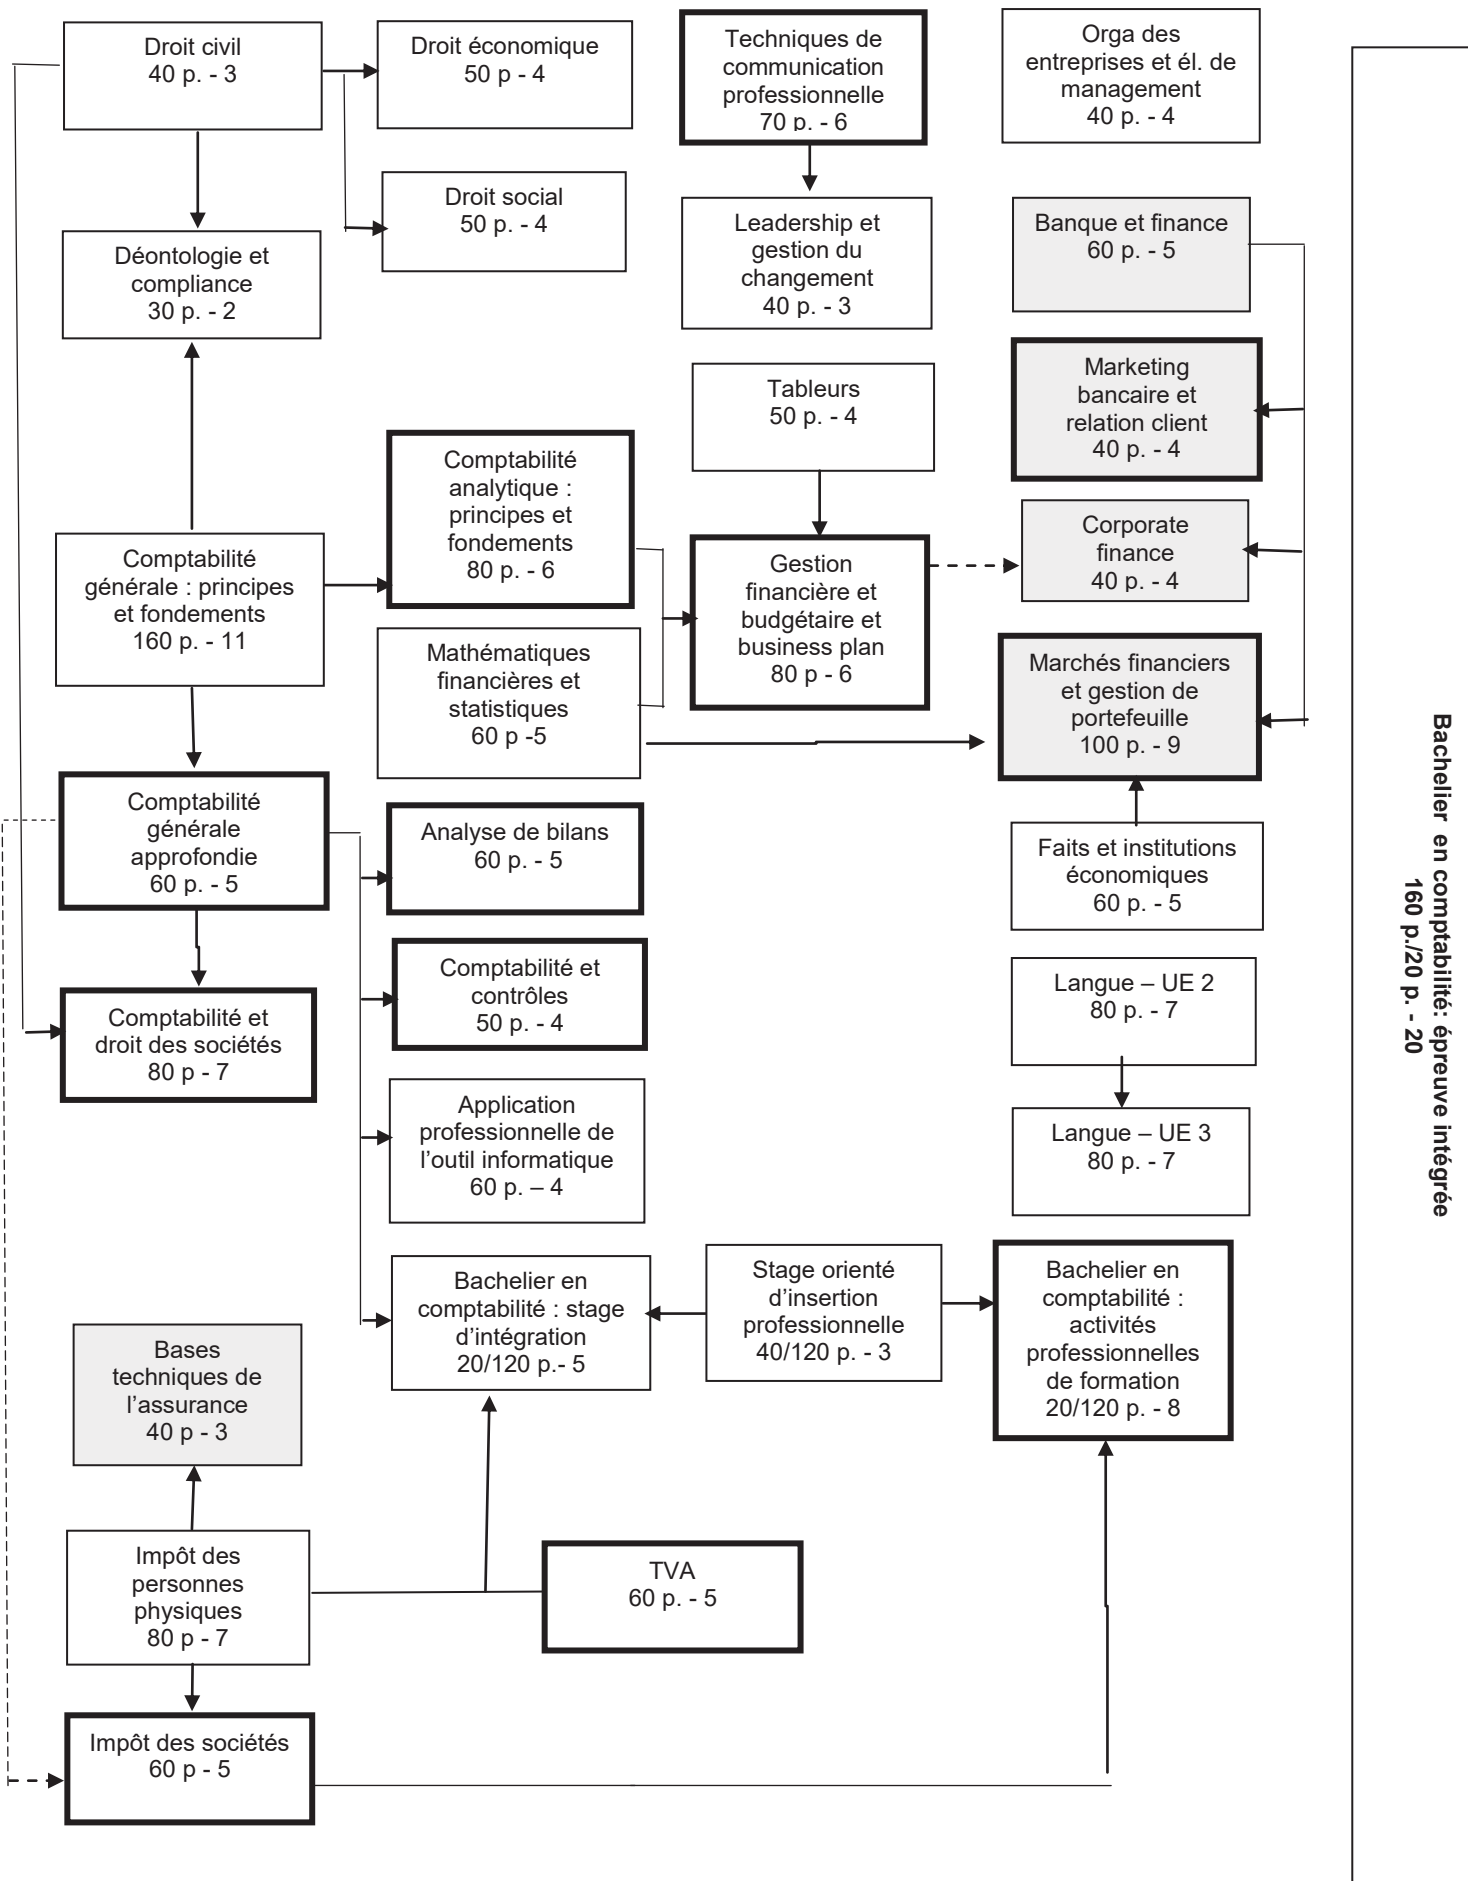 Droit civil
40 p. - 3
Droit économique
50 p - 4
Techniques de
communication
professionnelle
70 p. - 6
Orga des
entreprises et él. de
management
40 p. - 4
Droit social
50 p. - 4
Leadership et
gestion du
changement
40 p. - 3
Banque et finance
60 p. - 5
Déontologie et
compliance
30 p. - 2
Marketing
bancaire et
relation client
40 p. - 4
Tableurs
50 p. - 4
Comptabilité
analytique :
principes et
fondements
80 p. - 6
Corporate
finance
40 p. - 4
Comptabilité
générale : principes
et fondements
160 p. - 11
Gestion
financière et
budgétaire et
business plan
80 p - 6
Mathématiques
financières et
statistiques
60 p -5
Marchés financiers
et gestion de
portefeuille
100 p. - 9
Comptabilité
générale
approfondie
60 p. - 5
Analyse de bilans
60 p. - 5
Faits et institutions
économiques
60 p. - 5
Comptabilité et
contrôles
50 p. - 4
Langue – UE 2
80 p. - 7
Comptabilité et
droit des sociétés
80 p - 7
Application
professionnelle de
l’outil informatique
60 p. – 4
Langue – UE 3
80 p. - 7
Bachelier en
comptabilité : stage
d’intégration
20/120 p.- 5
Stage orienté
d’insertion
professionnelle
40/120 p. - 3
Bachelier en
comptabilité :
activités
professionnelles
de formation
20/120 p. - 8
Bases
techniques de
l’assurance
40 p - 3
Impôt des
personnes
physiques
80 p - 7
TVA
60 p. - 5
Impôt des sociétés
60 p - 5
Bachelier en comptabilité: épreuve intégrée
160 p./20 p. - 20